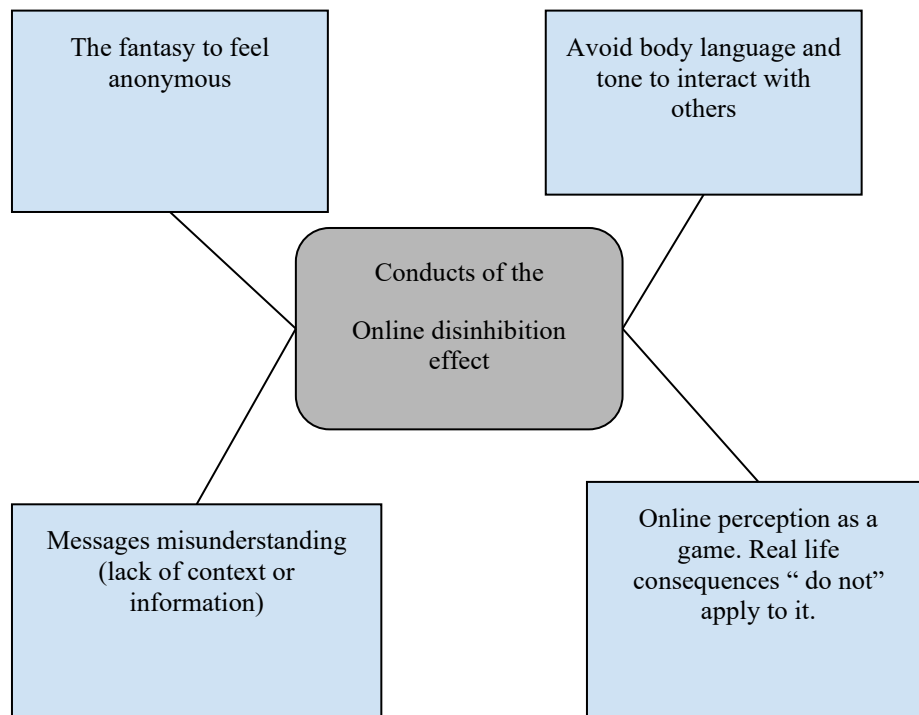 The fantasy to feel
anonymous
Avoid body language and
tone to interact with
others
Conducts of the
Online disinhibition
effect
Messages misunderstanding
(lack of context or
information)
Online perception as a
game. Real life
consequences “ do not”
apply to it.